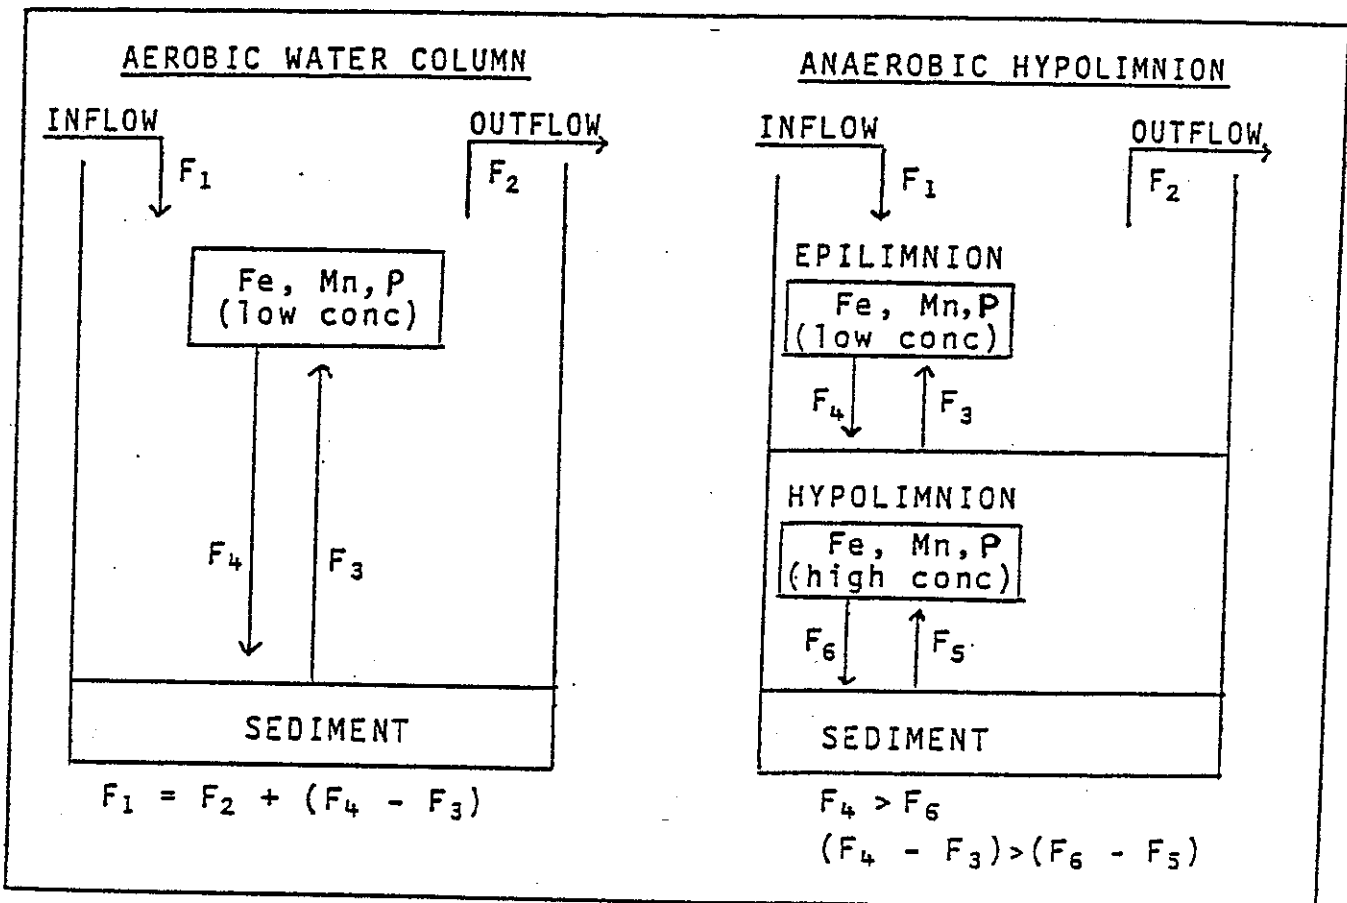 AEROBIC WATER COLUMN
INFLOW
OUTFLOW
F₁
F₂
Fe, Mn, P
(low conc)
F₄
F₃
SEDIMENT
F₁ = F₂ + (F₄ - F₃)
ANAEROBIC HYPOLIMNION
INFLOW
OUTFLOW
F₁
F₂
EPILIMNION
Fe, Mn, P
(low conc)
F₄
F₃
HYPOLIMNION
Fe, Mn, P
(high conc)
F₆
F₅
SEDIMENT
F₄ > F₆
(F₄ - F₃) > (F₆ - F₅)